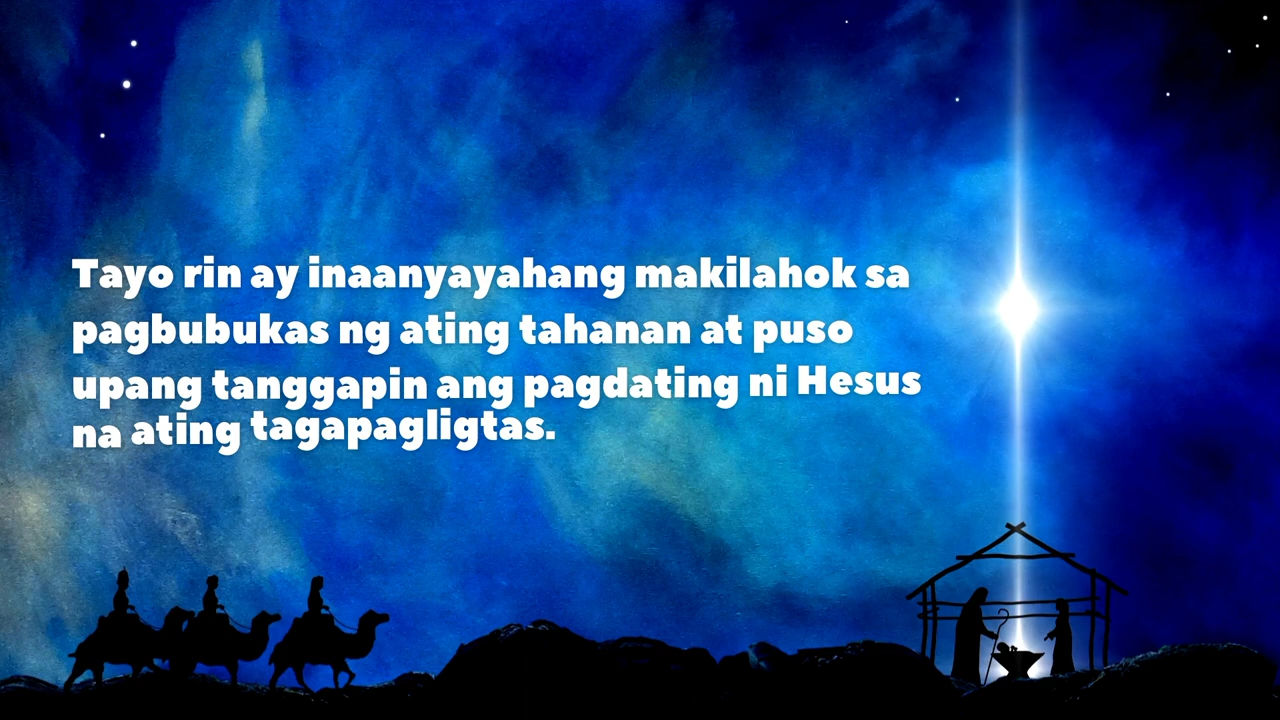 Tayo rin ay inaanyayahang makilahok sa
pagbubukas ng ating tahanan at puso
upang tanggapin ang pagdating ni Hesus
na ating tagapagligtas.